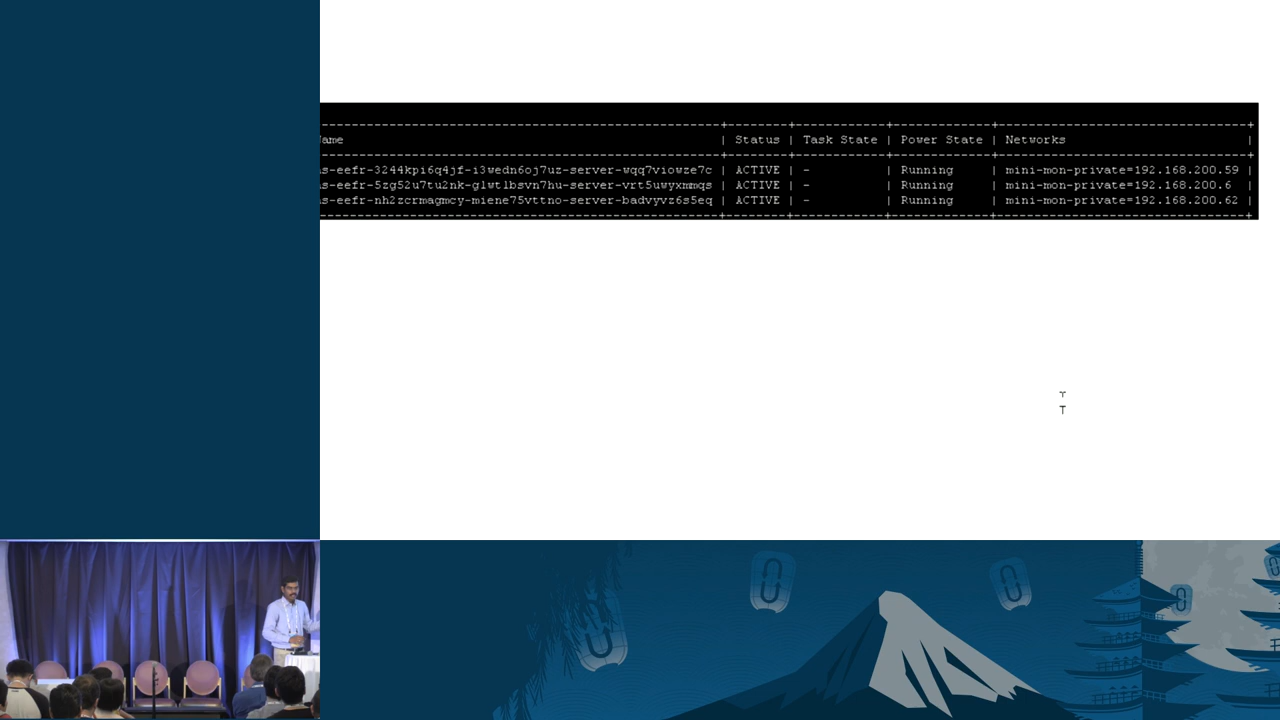 ame | Status | Task State | Power State | Networks |
s-eefr-3244kpi6q4jf-i3wedn6oj7uz-server-wqq7viowze7c | ACTIVE | - | Running | mini-mon-private=192.168.200.59 |
s-eefr-5zg52u7tu2nk-g1wtlbsvn7hu-server-vrt5uwyxmmqs | ACTIVE | - | Running | mini-mon-private=192.168.200.6 |
s-eefr-nh2zcrmagmcy-miene75vttno-server-badvyvz6s5eq | ACTIVE | - | Running | mini-mon-private=192.168.200.62 |